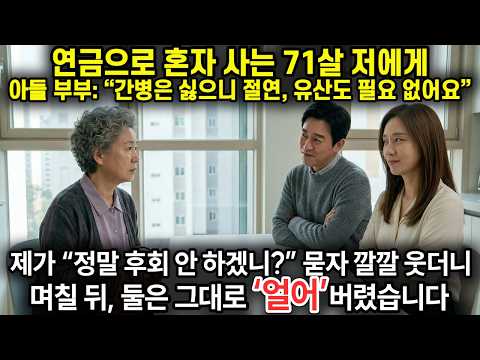 연금으로 혼자 사는 71살 저에게
아들 부부: “간병은 싫으니 절연, 유산도 필요 없어요”
제가 “정말 후회 안 하겠니?” 묻자 깔깔 웃더니
며칠 뒤, 둘은 그대로 ‘얼어’버렸습니다